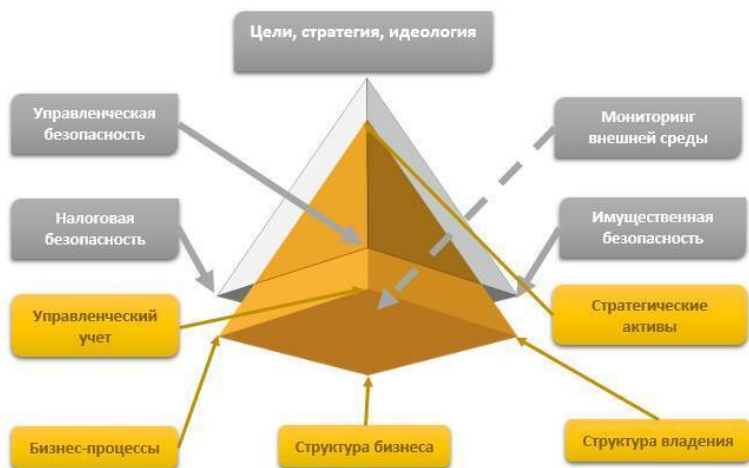 Цели, стратегия, идеология
Управленческая
безопасность
Мониторинг
внешней среды
Налоговая
безопасность
Имущественная
безопасность
Управленческий
учет
Стратегические
активы
Бизнес-процессы
Структура бизнеса
Структура владения